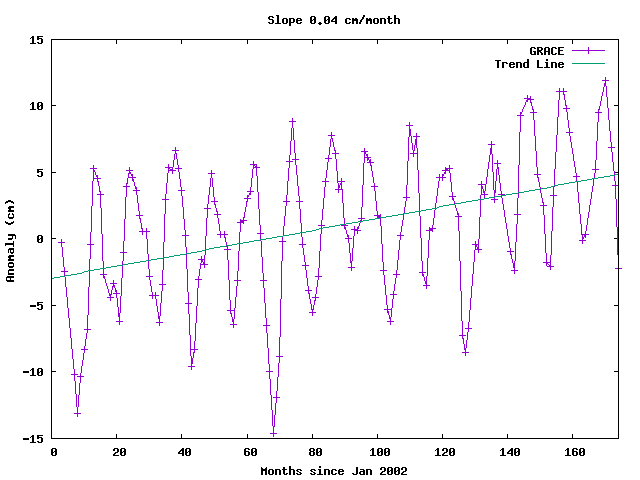 Slope 0.04 cm/month
GRACE
Trend Line
15
10
5
0
-5
-10
-15
Anomaly (cm)
0 20 40 60 80 100 120 140 160
Months since Jan 2002